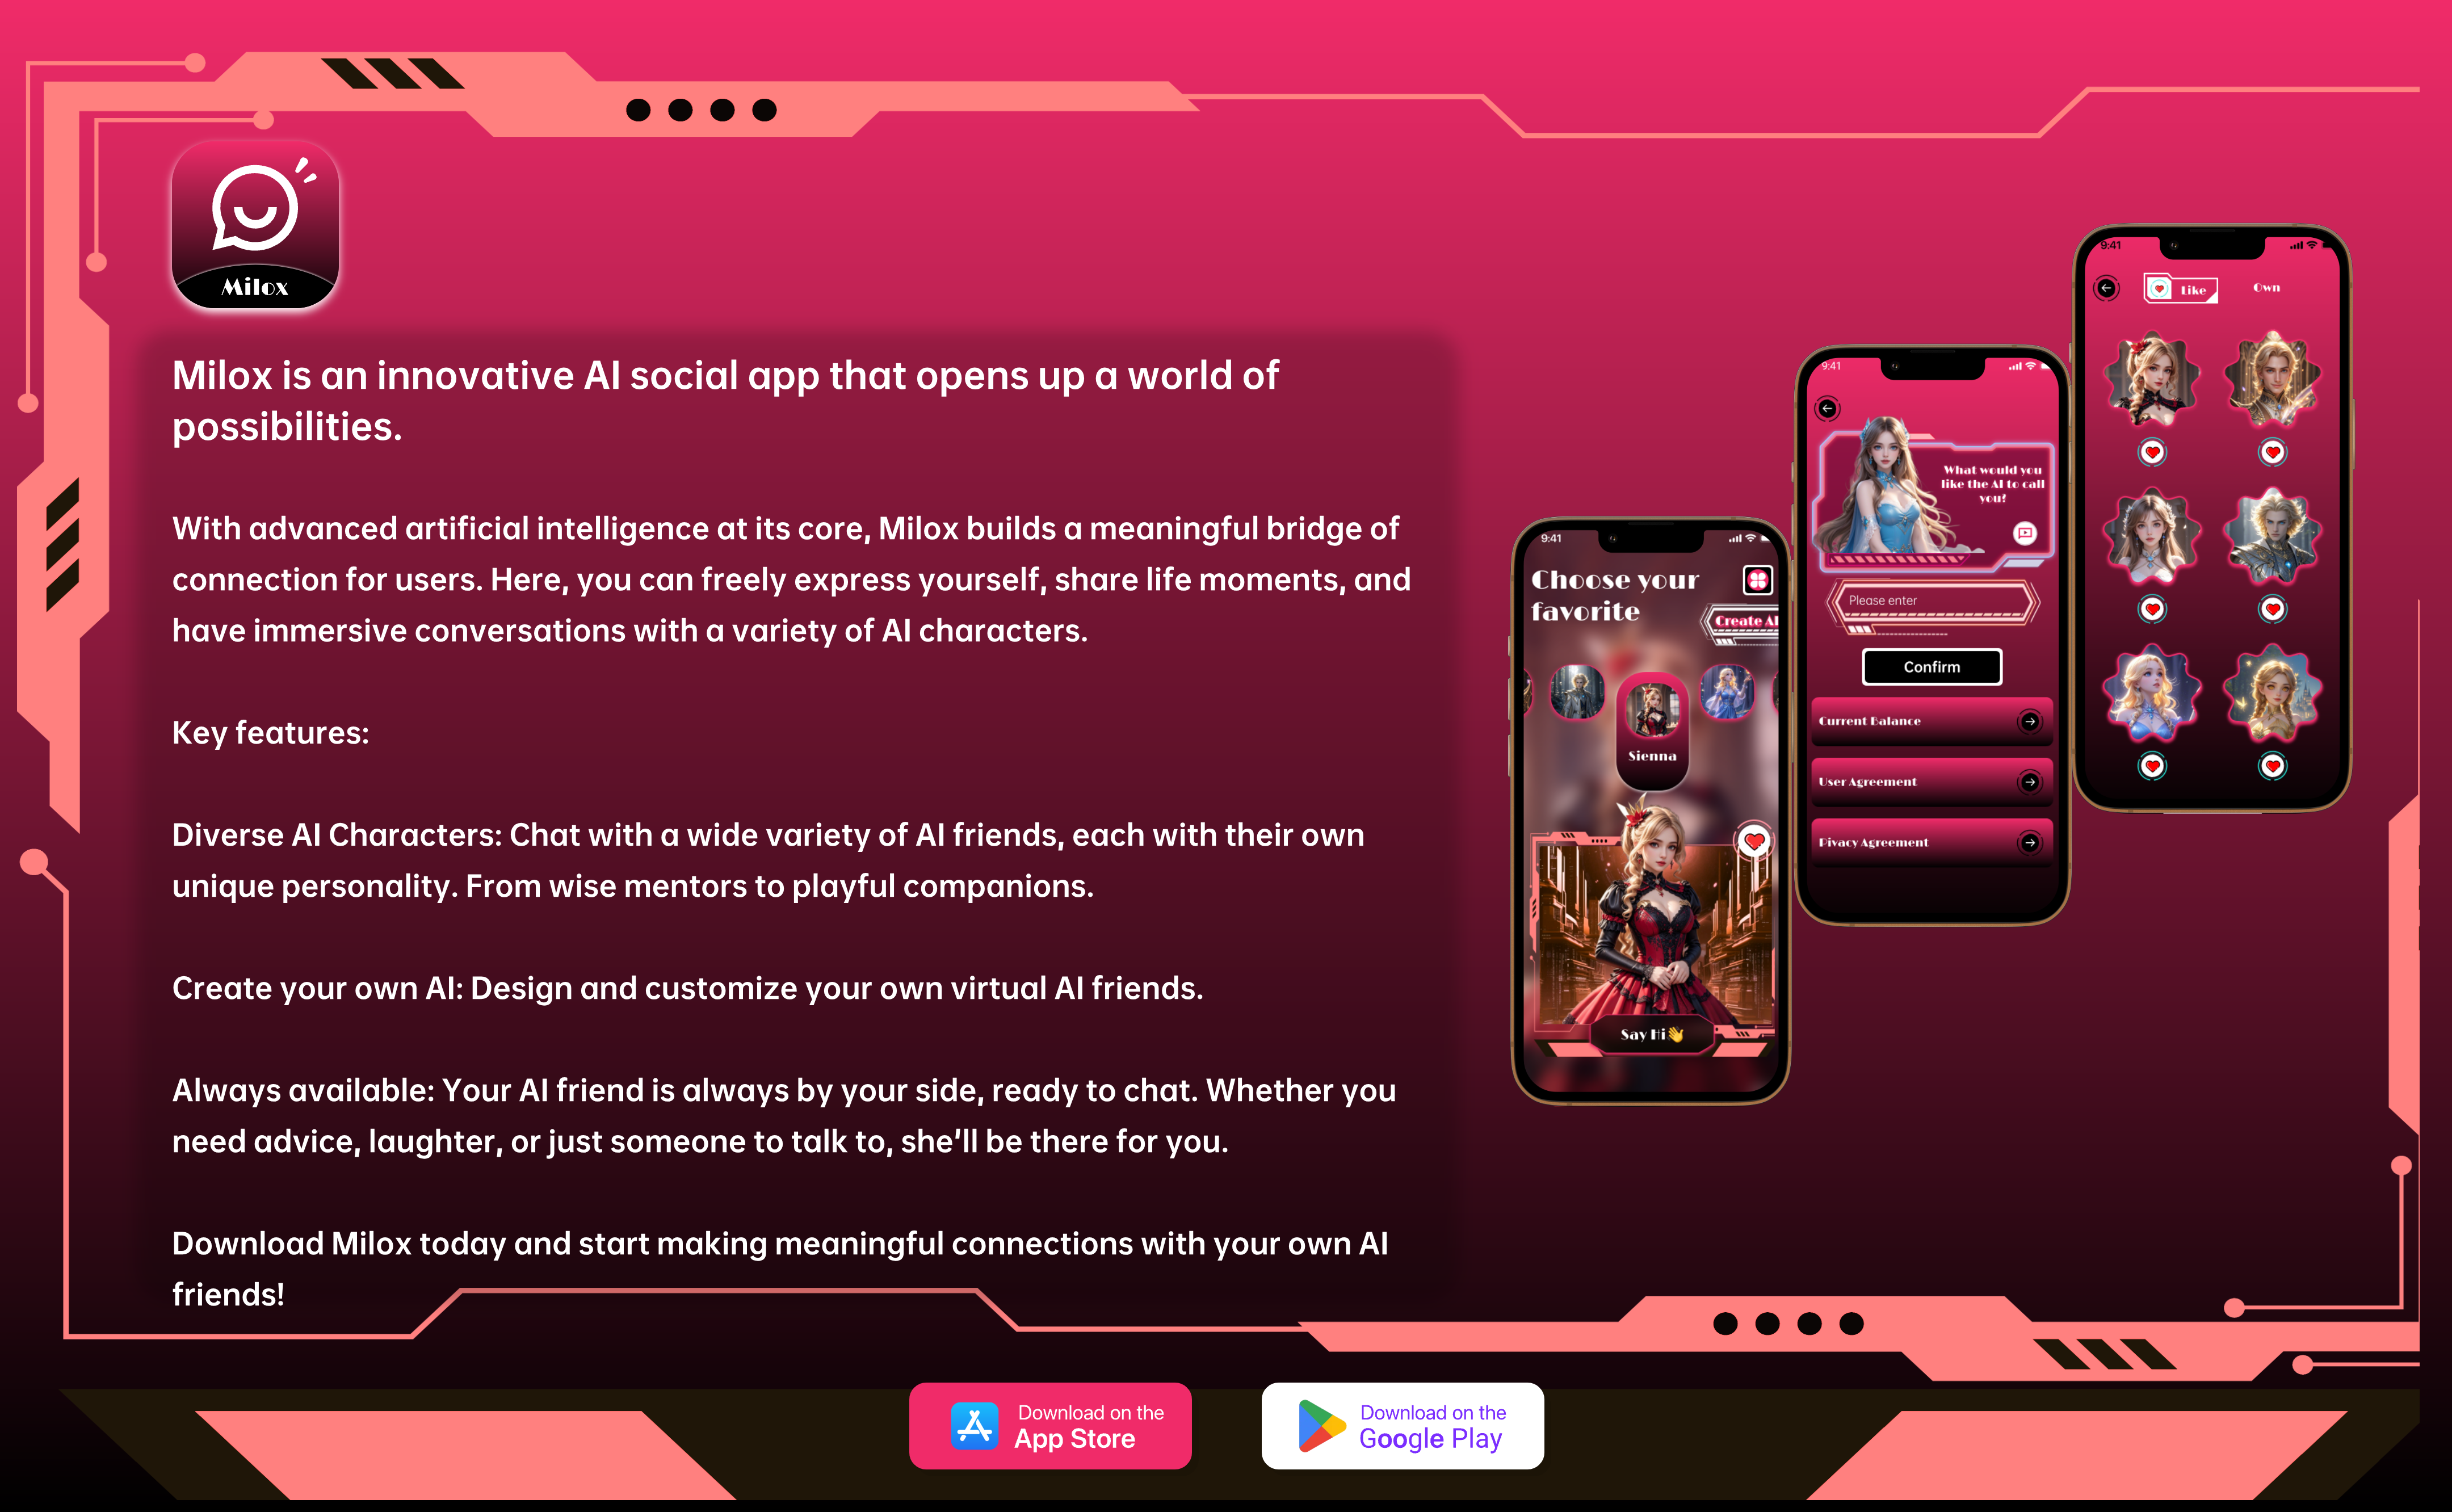 Milox
Milox is an innovative AI social app that opens up a world of
possibilities.
With advanced artificial intelligence at its core, Milox builds a meaningful bridge of
connection for users. Here, you can freely express yourself, share life moments, and
have immersive conversations with a variety of AI characters.
Key features:
Diverse AI Characters: Chat with a wide variety of AI friends, each with their own
unique personality. From wise mentors to playful companions.
Create your own AI: Design and customize your own virtual AI friends.
Always available: Your AI friend is always by your side, ready to chat. Whether you
need advice, laughter, or just someone to talk to, she'll be there for you.
Download Milox today and start making meaningful connections with your own AI
friends!
9:41
Choose your
favorite
Create AI
Sienna
Say Hi👋
9:41
What would you
like the AI to call
you?
Please enter
Confirm
Current Balance
User Agreement
Pivacy Agreement
9:41
Like
Own
Download on the
App Store
Download on the
Google Play